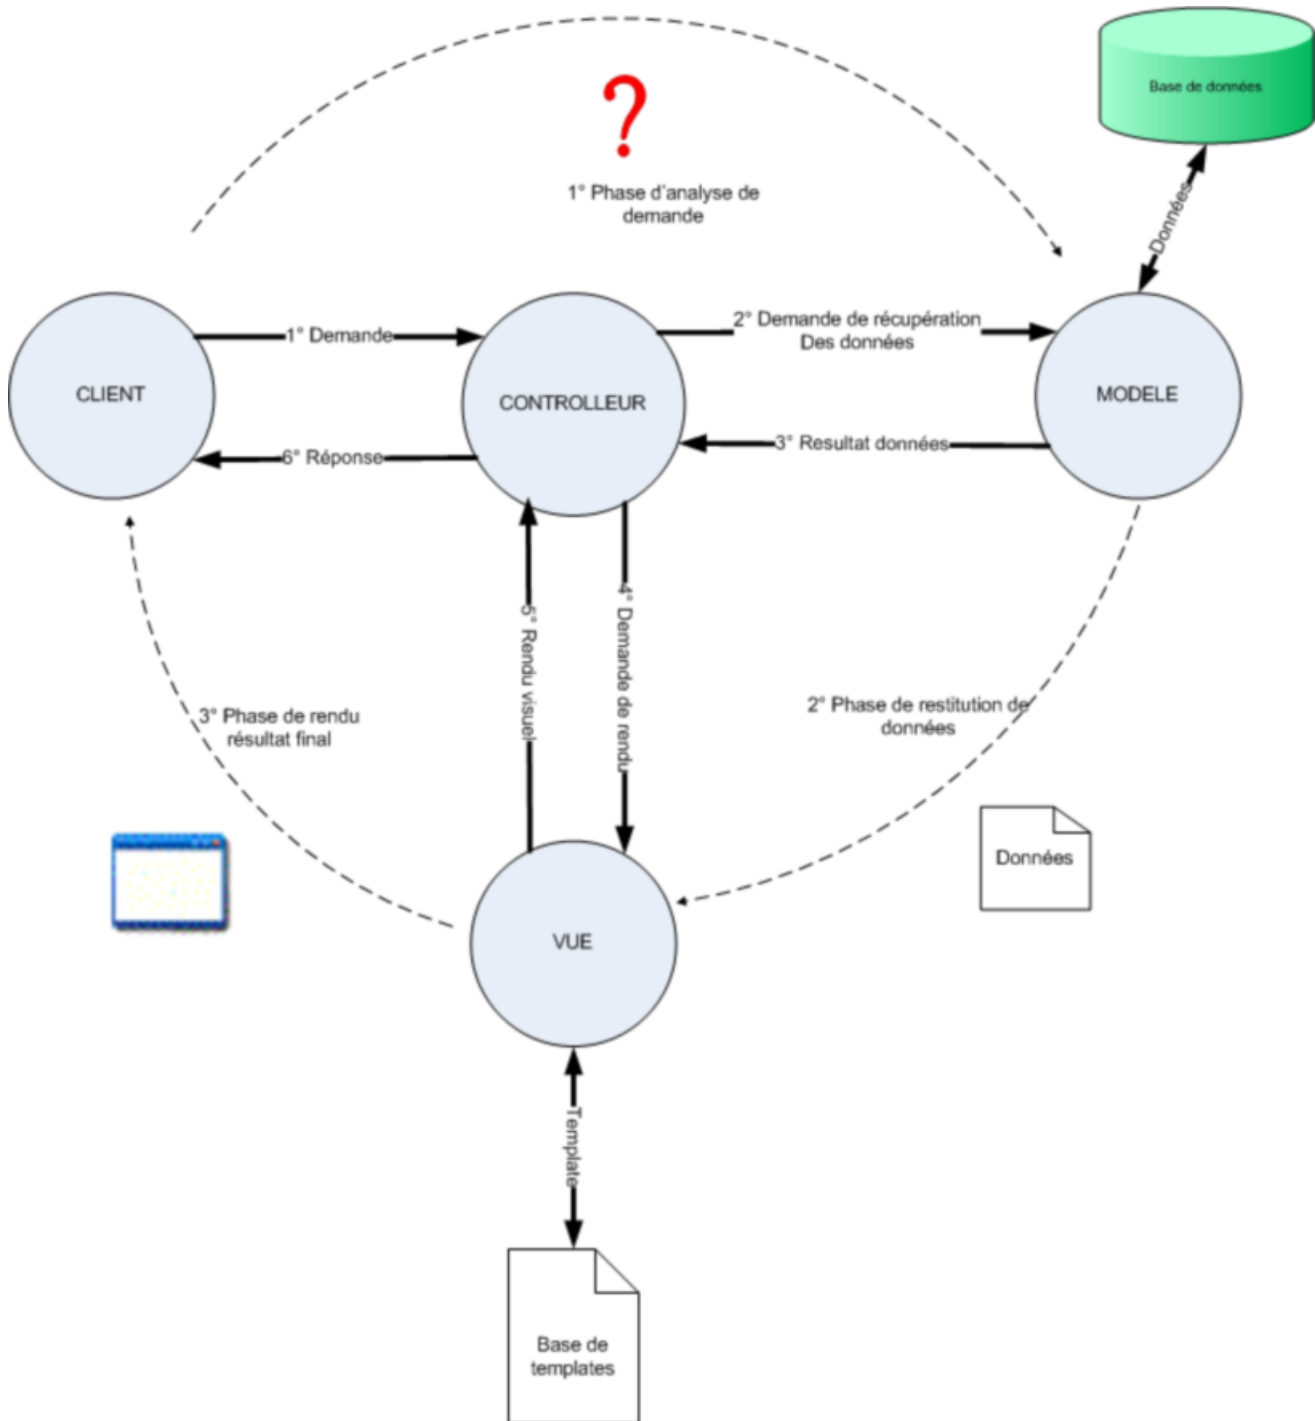 Base de données
1° Phase d'analyse de
demande
Données
1° Demande
2° Demande de récupération
Des données
CLIENT
CONTROLLEUR
MODELE
6° Réponse
3° Resultat données
5° Rendu visuel
4° Demande de rendu
3° Phase de rendu
résultat final
2° Phase de restitution de
données
Données
VUE
Template
Base de
templates